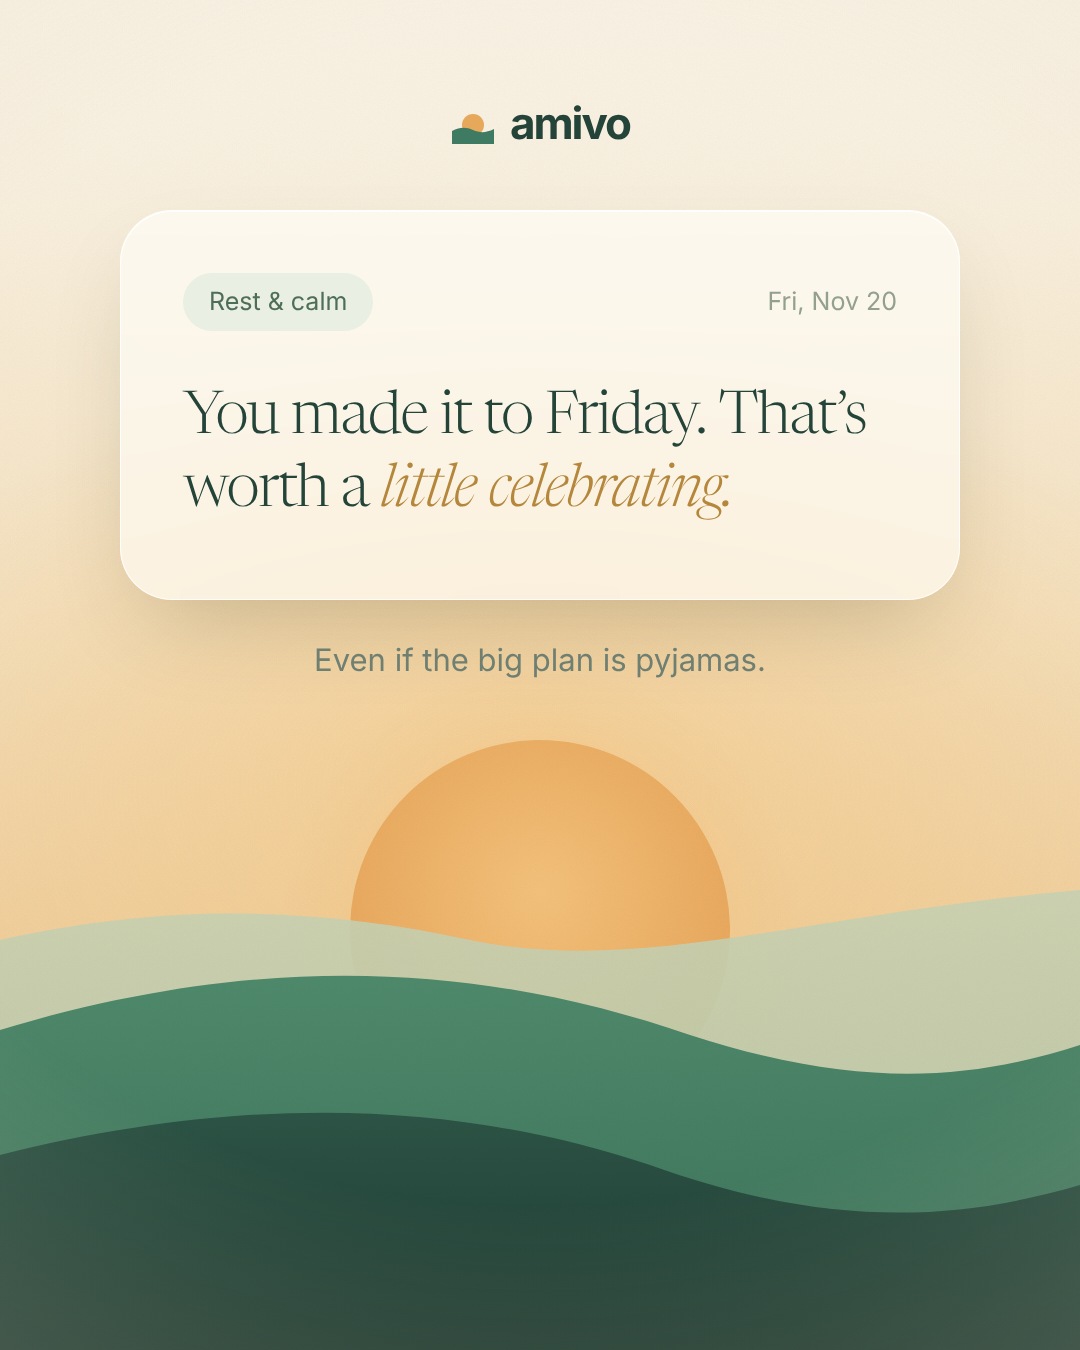 amivo
Rest & calm
Fri, Nov 20
You made it to Friday. That’s
worth a little celebrating.
Even if the big plan is pyjamas.